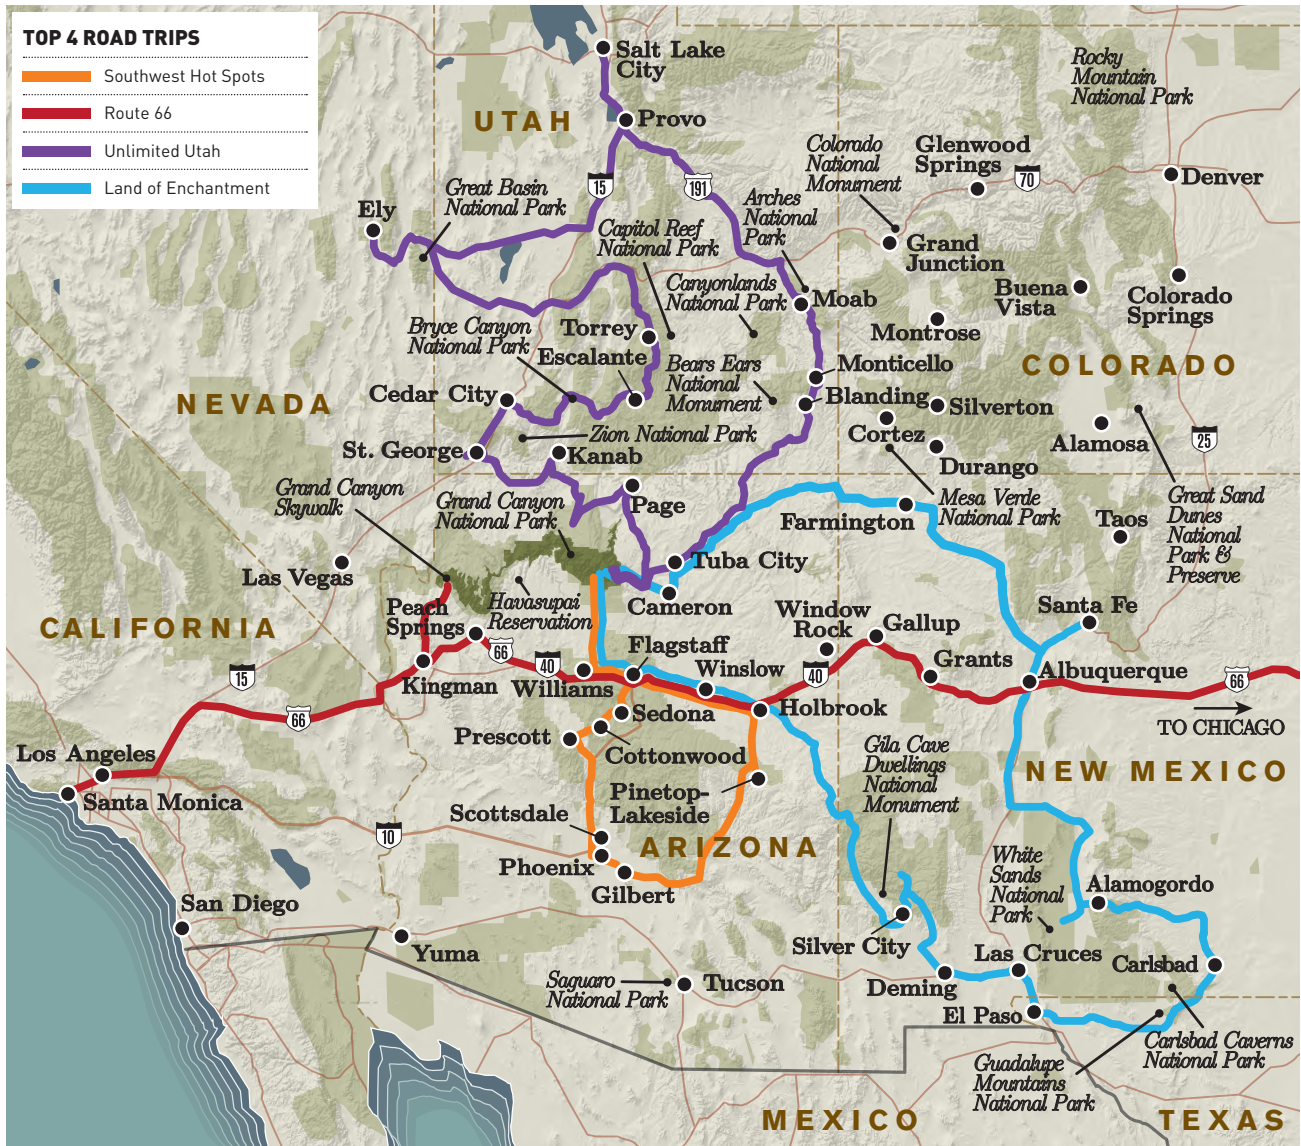 TOP 4 ROAD TRIPS
Southwest Hot Spots
Route 66
Unlimited Utah
Land of Enchantment
Salt Lake
City
UTAH
Provo
Rocky
Mountain
National Park
Colorado
National
Monument
Glenwood
Springs
70
Denver
15
191
Great Basin
National Park
Ely
Capitol Reef
National Park
Arches
National
Park
Grand
Junction
Canyonlands
National Park
Moab
Buena
Vista
Colorado
Springs
Montrose
Bryce Canyon
National Park
Torrey
Escalante
Bears Ears
National
Monument
Monticello
COLORADO
NEVADA
Cedar City
Blanding
Silverton
Cortez
Alamosa
25
Zion National Park
St. George
Kanab
Durango
Grand Canyon
Skywalk
Grand Canyon
National Park
Page
Farmington
Mesa Verde
National Park
Taos
Great Sand
Dunes
National
Park &
Preserve
Las Vegas
Tuba City
Cameron
Havasupai
Reservation
Peach
Springs
CALIFORNIA
Window
Rock
Gallup
Santa Fe
66
40
Flagstaff
Winslow
Grants
Albuquerque
15
Kingman
Williams
40
66
66
Sedona
Holbrook
TO CHICAGO
Prescott
Cottonwood
Los Angeles
Santa Monica
Gila Cave
Dwellings
National
Monument
NEW MEXICO
Pinetop-
Lakeside
Scottsdale
10
ARIZONA
Phoenix
Gilbert
White
Sands
National
Park
Alamogordo
San Diego
Yuma
Silver City
Las Cruces
Carlsbad
Saguaro
National Park
Tucson
Deming
El Paso
Guadalupe
Mountains
National Park
Carlsbad Caverns
National Park
MEXICO
TEXAS